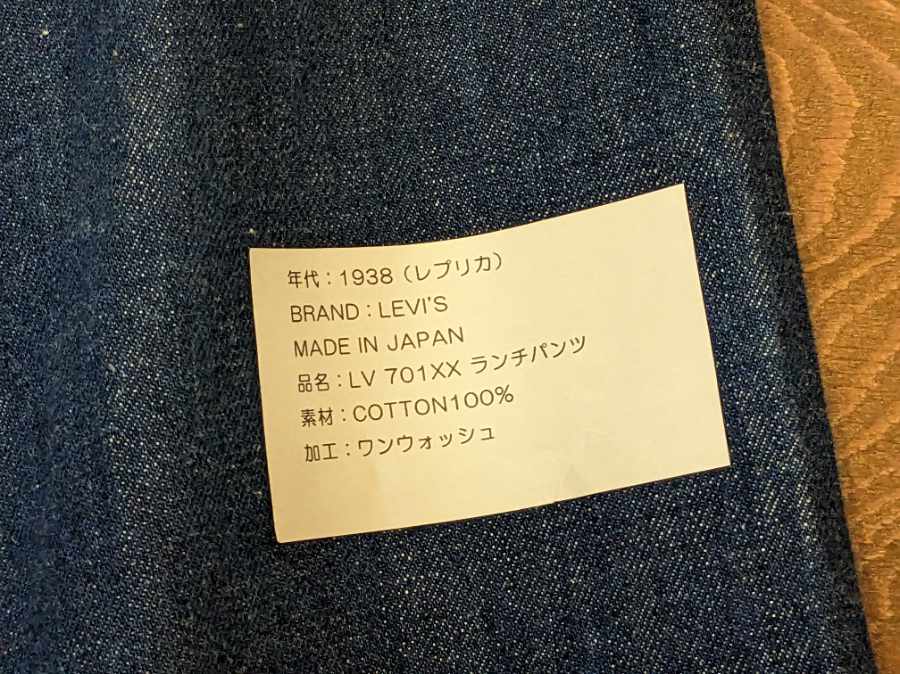 年代：1938（レプリカ）
BRAND：LEVI'S
MADE IN JAPAN
品名：LV 701XX ランチパンツ
素材：COTTON100%
加工：ワンウォッシュ